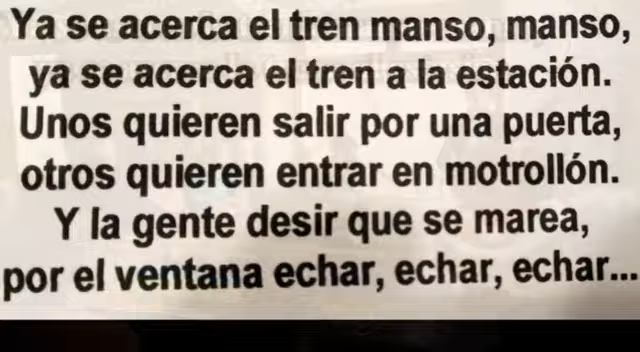 Ya se acerca el tren manso, manso,
ya se acerca el tren a la estación.
Unos quieren salir por una puerta,
otros quieren entrar en motrollón.
Y la gente desir que se marea,
por el ventana echar, echar, echar...